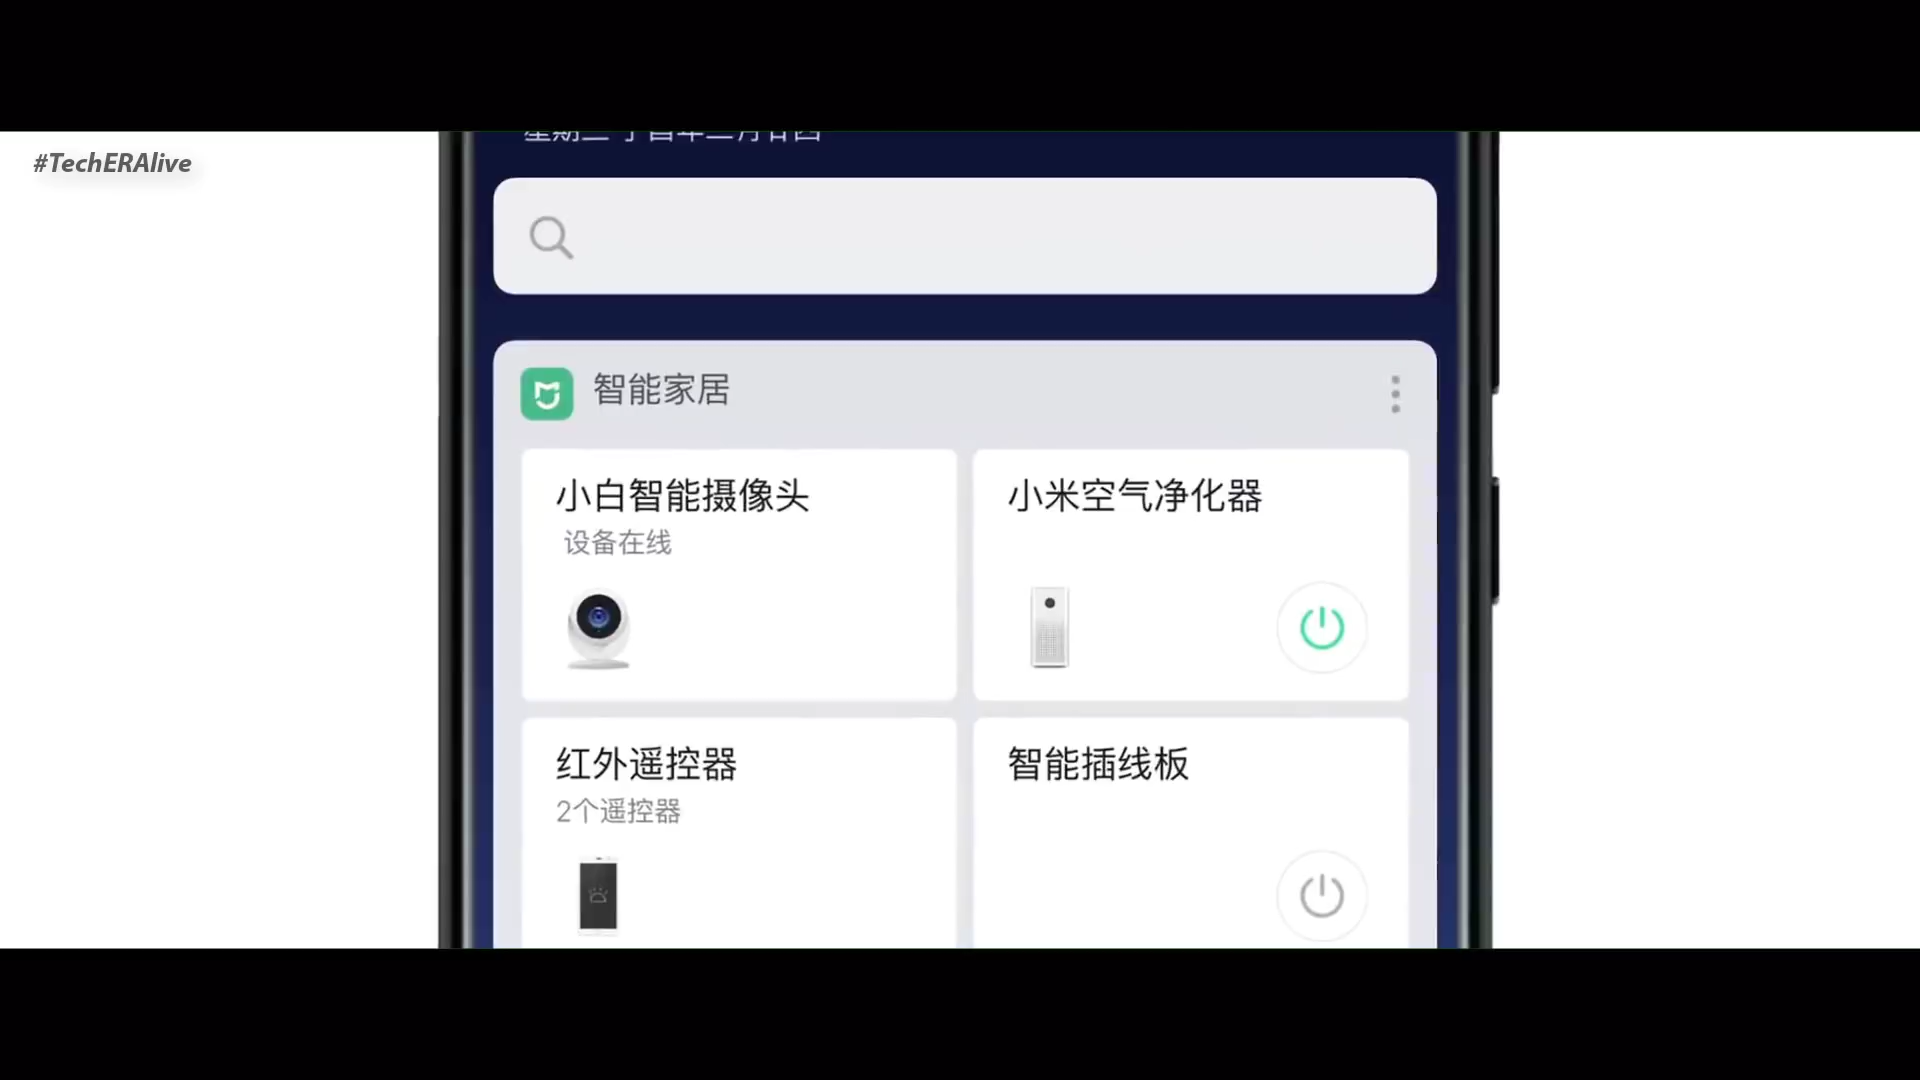 #TechERAlive
智能家居
小白智能摄像头
设备在线
小米空气净化器
红外遥控器
2个遥控器
智能插线板